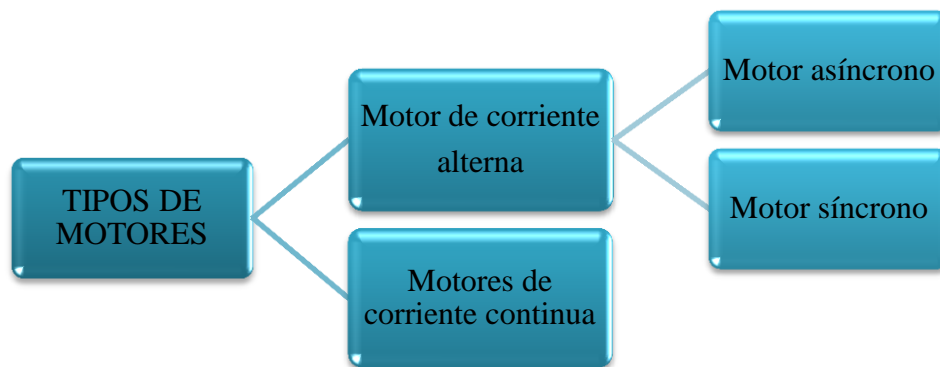 TIPOS DE
MOTORES
Motor de corriente
alterna
Motores de
corriente continua
Motor asíncrono
Motor síncrono